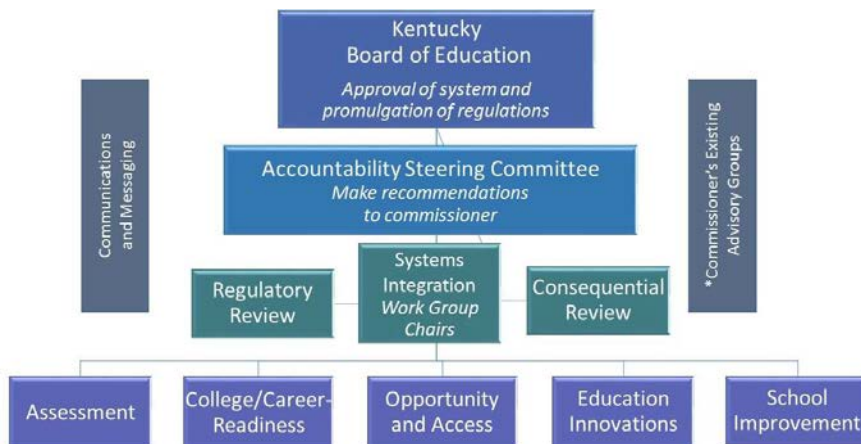 Kentucky
Board of Education
Approval of system and
promulgation of regulations
Communications
and Messaging
*Commissioner's Existing
Advisory Groups
Accountability Steering Committee
Make recommendations
to commissioner
Regulatory
Review
Systems
Integration
Work Group
Chairs
Consequential
Review
Assessment
College/Career-
Readiness
Opportunity
and Access
Education
Innovations
School
Improvement